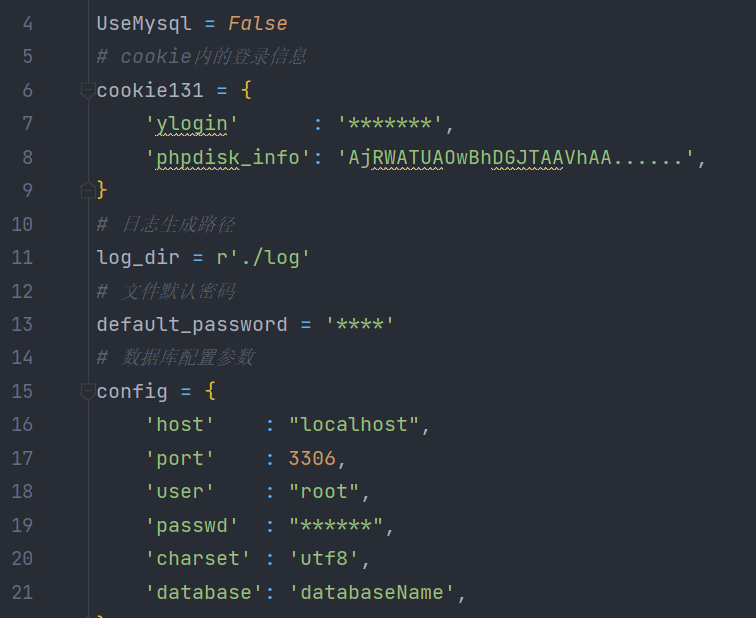 4 UseMysql = False
5 # cookie内的登录信息
6 cookie131 = {
7 'ylogin' : '*******',
8 'phpdisk_info': 'AjRWATUAOwBhDGJTAAVhAA......',
9 }
10 # 日志生成路径
11 log_dir = r'./log'
12 # 文件默认密码
13 default_password = '****'
14 # 数据库配置参数
15 config = {
16 'host' : "localhost",
17 'port' : 3306,
18 'user' : "root",
19 'passwd' : "******",
20 'charset' : 'utf8',
21 'database': 'databaseName',